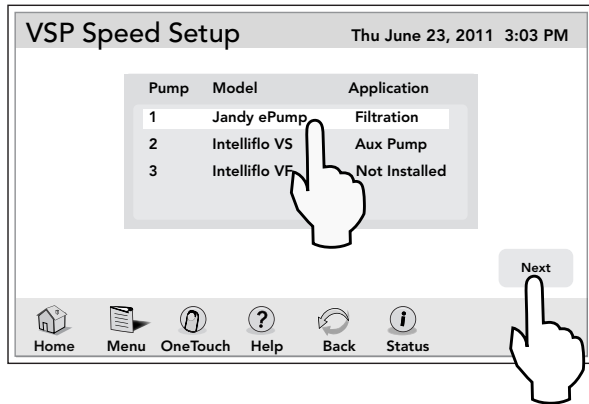 VSP Speed Setup Thu June 23, 2011 3:03 PM
Pump Model Application
1 Jandy ePump Filtration
2 Intelliflo VS Aux Pump
3 Intelliflo VF Not Installed
Next
Home Menu OneTouch Help Back Status